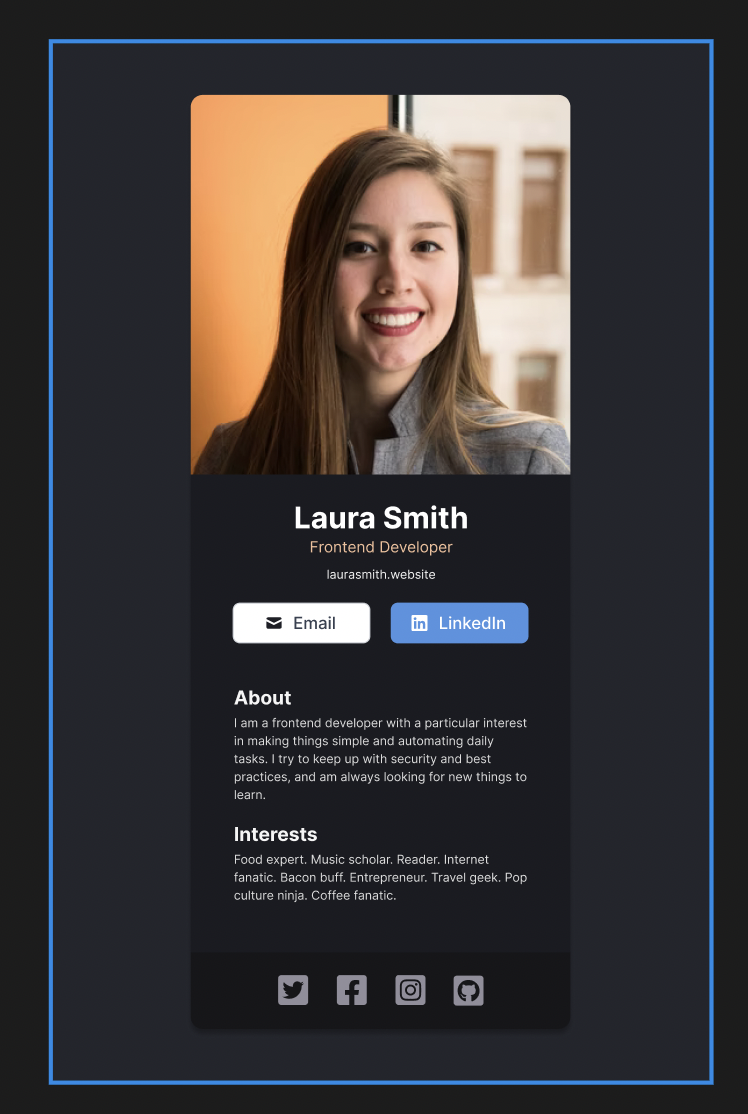 Laura Smith
Frontend Developer
laurasmith.website
Email
LinkedIn
About
I am a frontend developer with a particular interest
in making things simple and automating daily
tasks. I try to keep up with security and best
practices, and am always looking for new things to
learn.
Interests
Food expert. Music scholar. Reader. Internet
fanatic. Bacon buff. Entrepreneur. Travel geek. Pop
culture ninja. Coffee fanatic.